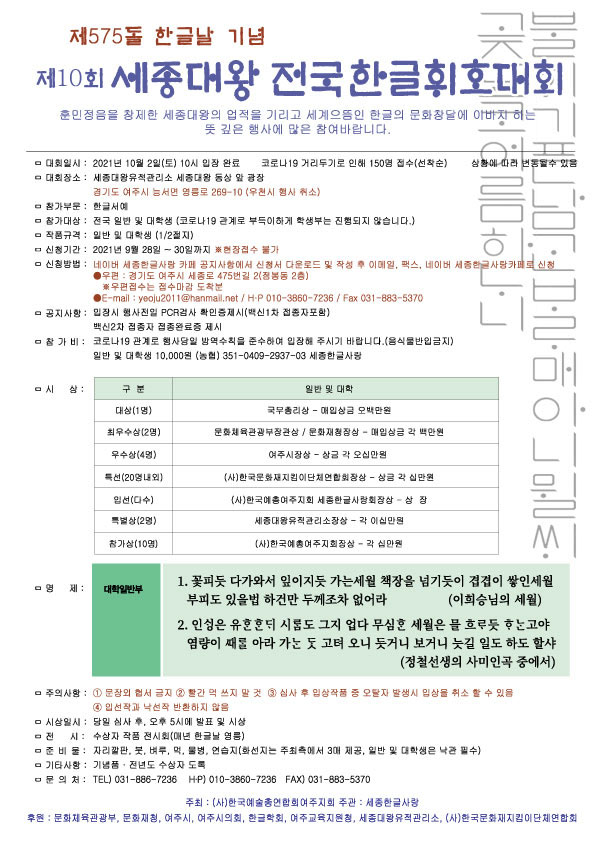 제575돌 한글날 기념
제10회 세종대왕 전국한글휘호대회
훈민정음을 창제한 세종대왕의 업적을 기리고 세계으뜸인 한글의 문화창달에 이바지 하는
뜻 깊은 행사에 많은 참여바랍니다.
ㅁ 대회일시 : 2021년 10월 2일(토) 10시 입장 완료 코로나19 거리두기로 인해 150명 접수(선착순) 상황에 따라 변동될수 있음
ㅁ 대회장소 : 세종대왕유적관리소 세종대왕 동상 앞 광장
경기도 여주시 능서면 영릉로 269-10 (우천시 행사 취소)
ㅁ 참가부문 : 한글서예
ㅁ 참가대상 : 전국 일반 및 대학생 (코로나19 관계로 부득이하게 학생부는 진행되지 않습니다.)
ㅁ 작품규격 : 일반 및 대학생 (1/2절지)
ㅁ 신청기간 : 2021년 9월 28일 ~ 30일까지 ※현장접수 불가
ㅁ 신청방법 : 네이버 세종한글사랑 카페 공지사항에서 신청서 다운로드 및 작성 후 이메일, 팩스, 네이버 세종한글사랑카페로 신청
●우편 : 경기도 여주시 세종로 475번길 2(정봉동 2층)
※우편접수는 접수마감 도착분
●E-mail : yeoju2011@hanmail.net / H·P 010-3860-7236 / Fax 031-883-5370
ㅁ 공지사항 : 입장시 행사전일 PCR검사 확인증제시(백신1차 접종자포함)
백신2차 접종자 접종완료증 제시
ㅁ 참 가 비 : 코로나19 관계로 행사당일 방역수칙을 준수하여 입장해 주시기 바랍니다.(음식물반입금지)
일반 및 대학생 10,000원 (농협) 351-0409-2937-03 세종한글사랑
ㅁ 시 상 :
구 분 일반 및 대학
대상(1명) 국무총리상 - 매입상금 오백만원
최우수상(2명) 문화체육관광부장관상 / 문화재청장상 - 매입상금 각 백만원
우수상(4명) 여주시장상 - 상금 각 오십만원
특선(20명내외) (사)한국문화재지킴이단체연합회장상 - 상금 각 십만원
입선(다수) (사)한국예총여주지회 세종한글사랑회장상 - 상 장
특별상(2명) 세종대왕유적관리소장상 - 각 이십만원
참가상(10명) (사)한국예총여주지회장상 - 각 십만원
ㅁ 명 제 : 대학일반부
1. 꽃피듯 다가와서 잎이지듯 가는세월 책장을 넘기듯이 겹겹이 쌓인세월
부피도 있을법 하건만 두께조차 없어라 (이희승님의 세월)
2. 인생은 유한한데 시름도 그지 업다 무심한 세월은 믈 흐르듯 하는고야
염량이 때를 아라 가는 듯 고텨 오니 듯거니 보거니 늣길 일도 하도 할샤
(정철선생의 사미인곡 중에서)
ㅁ 주의사항 : ① 문장외 협서 금지 ② 빨간 먹 쓰지 말 것 ③ 심사 후 입상작품 중 오탈자 발생시 입상을 취소 할 수 있음
④ 입선작과 낙선작 반환하지 않음
ㅁ 시상일시 : 당일 심사 후, 오후 5시에 발표 및 시상
ㅁ 전 시 : 수상자 작품 전시회(매년 한글날 영릉)
ㅁ 준 비 물 : 자리깔판, 붓, 벼루, 먹, 물병, 연습지(화선지는 주최측에서 3매 제공, 일반 및 대학생은 낙관 필수)
ㅁ 기타사항 : 기념품 · 전년도 수상자 도록
ㅁ 문 의 처 : TEL) 031-886-7236 H·P) 010-3860-7236 FAX) 031-883-5370
주최 : (사)한국예술총연합회여주지회 주관 : 세종한글사랑
후원 : 문화체육관광부, 문화재청, 여주시, 여주시의회, 한글학회, 여주교육지원청, 세종대왕유적관리소, (사)한국문화재지킴이단체연합회